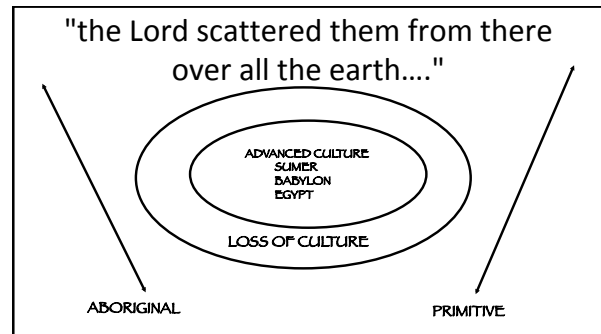 "the Lord scattered them from there
over all the earth...."
ADVANCED CULTURE
SUMER
BABYLON
EGYPT
LOSS OF CULTURE
ABORIGINAL
PRIMITIVE